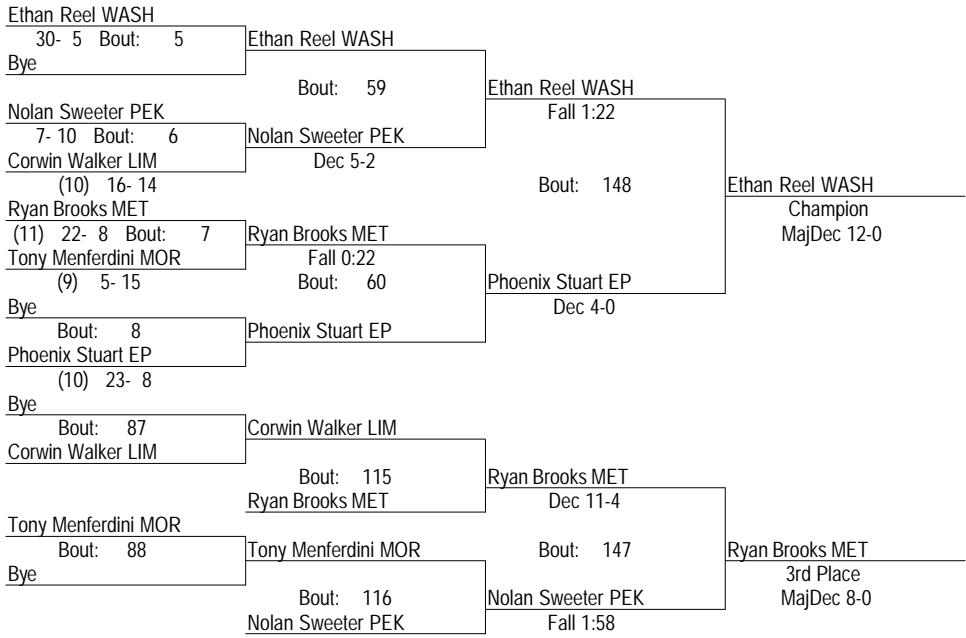 Ethan Reel WASH
30- 5 Bout: 5 Ethan Reel WASH
Bye
Bout: 59 Ethan Reel WASH
Nolan Sweeter PEK Fall 1:22
7- 10 Bout: 6 Nolan Sweeter PEK
Corwin Walker LIM Dec 5-2
(10) 16- 14 Bout: 148 Ethan Reel WASH
Ryan Brooks MET Champion
(11) 22- 8 Bout: 7 Ryan Brooks MET MajDec 12-0
Tony Menferdini MOR Fall 0:22
(9) 5- 15 Bout: 60 Phoenix Stuart EP
Bye Dec 4-0
Bout: 8 Phoenix Stuart EP
Phoenix Stuart EP
(10) 23- 8
Bye
Bout: 87 Corwin Walker LIM
Corwin Walker LIM
Bout: 115 Ryan Brooks MET
Ryan Brooks MET Dec 11-4
Tony Menferdini MOR
Bout: 88 Tony Menferdini MOR Bout: 147 Ryan Brooks MET
Bye 3rd Place
Bout: 116 Nolan Sweeter PEK MajDec 8-0
Nolan Sweeter PEK Fall 1:58